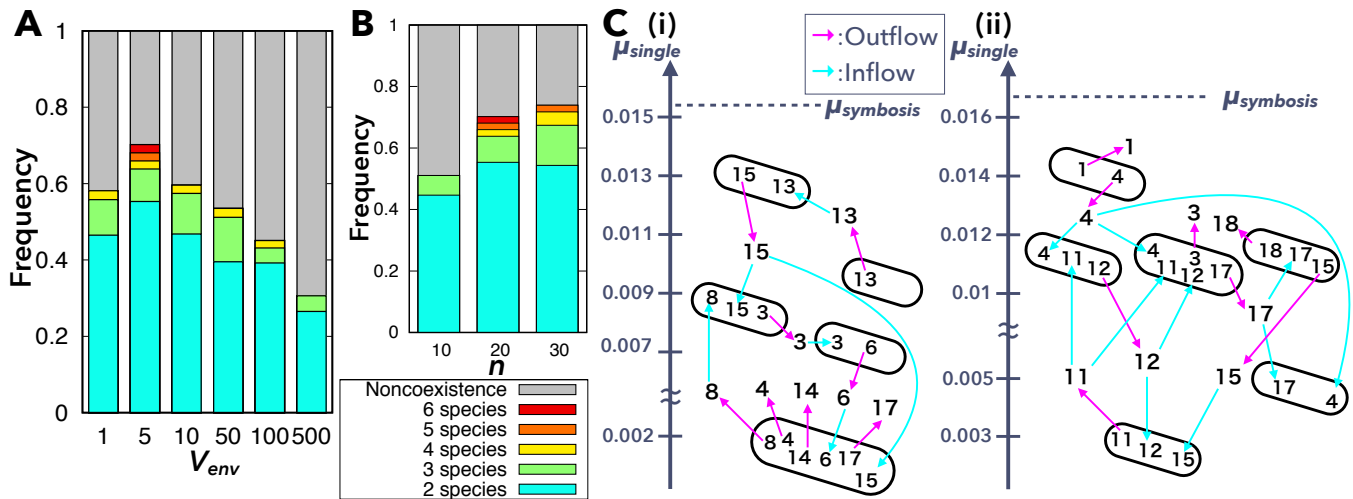 A
Frequency
1
0.8
0.6
0.4
0.2
0
1 5 10 50 100 500
V_env
B
Frequency
1
0.8
0.6
0.4
0.2
0
10 20 30
n
Noncoexistence
6 species
5 species
4 species
3 species
2 species
C (i)
:Outflow
:Inflow
μ_single
μ_symbosis
0.015
0.013
0.011
0.009
0.007
0.002
15 13
13
15
13
8 15 3
3
3 6
8
4
14
6
17
8 4 14 6 17 15
(ii)
μ_single
μ_symbosis
0.016
0.014
0.012
0.01
0.005
0.003
1
1 4
4
3
18
4 11 12
4 11 3 12 17
18 17 15
17
12
11
15
17 4
11 12 15